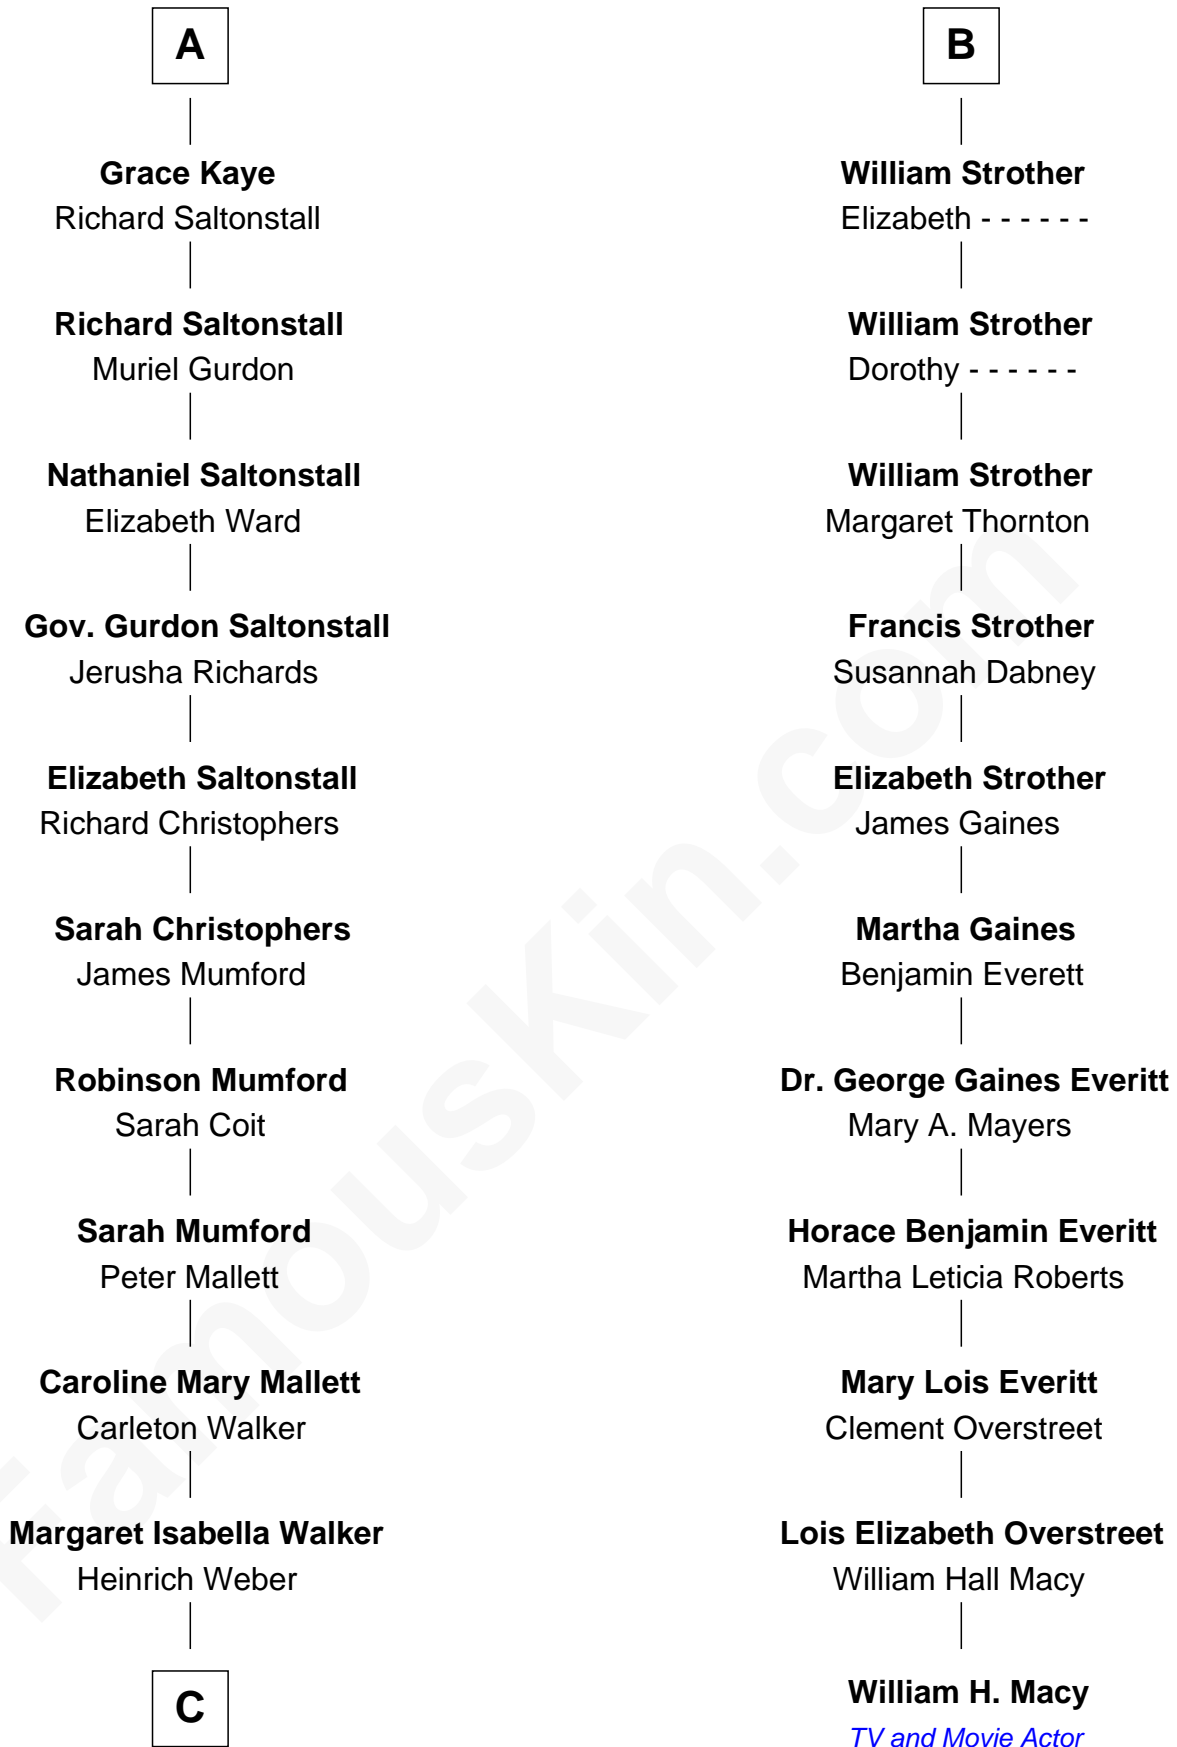 A
Grace Kaye
Richard Saltonstall
Richard Saltonstall
Muriel Gurdon
Nathaniel Saltonstall
Elizabeth Ward
Gov. Gurdon Saltonstall
Jerusha Richards
Elizabeth Saltonstall
Richard Christophers
Sarah Christophers
James Mumford
Robinson Mumford
Sarah Coit
Sarah Mumford
Peter Mallett
Caroline Mary Mallett
Carleton Walker
Margaret Isabella Walker
Heinrich Weber
C
B
William Strother
Elizabeth - - - - - -
William Strother
Dorothy - - - - - -
William Strother
Margaret Thornton
Francis Strother
Susannah Dabney
Elizabeth Strother
James Gaines
Martha Gaines
Benjamin Everett
Dr. George Gaines Everitt
Mary A. Mayers
Horace Benjamin Everitt
Martha Leticia Roberts
Mary Lois Everitt
Clement Overstreet
Lois Elizabeth Overstreet
William Hall Macy
William H. Macy
TV and Movie Actor
FamousKin.com